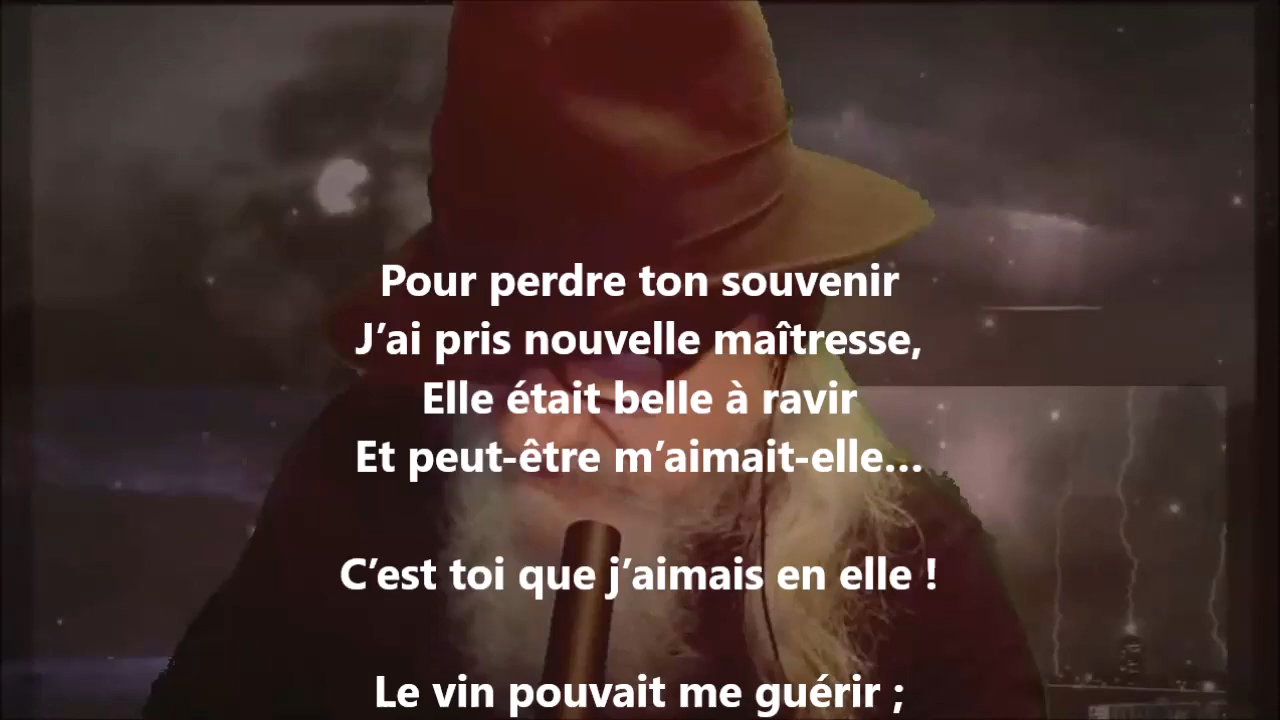 Pour perdre ton souvenir
J’ai pris nouvelle maîtresse,
Elle était belle à ravir
Et peut-être m’aimait-elle…
C’est toi que j’aimais en elle !
Le vin pouvait me guérir ;